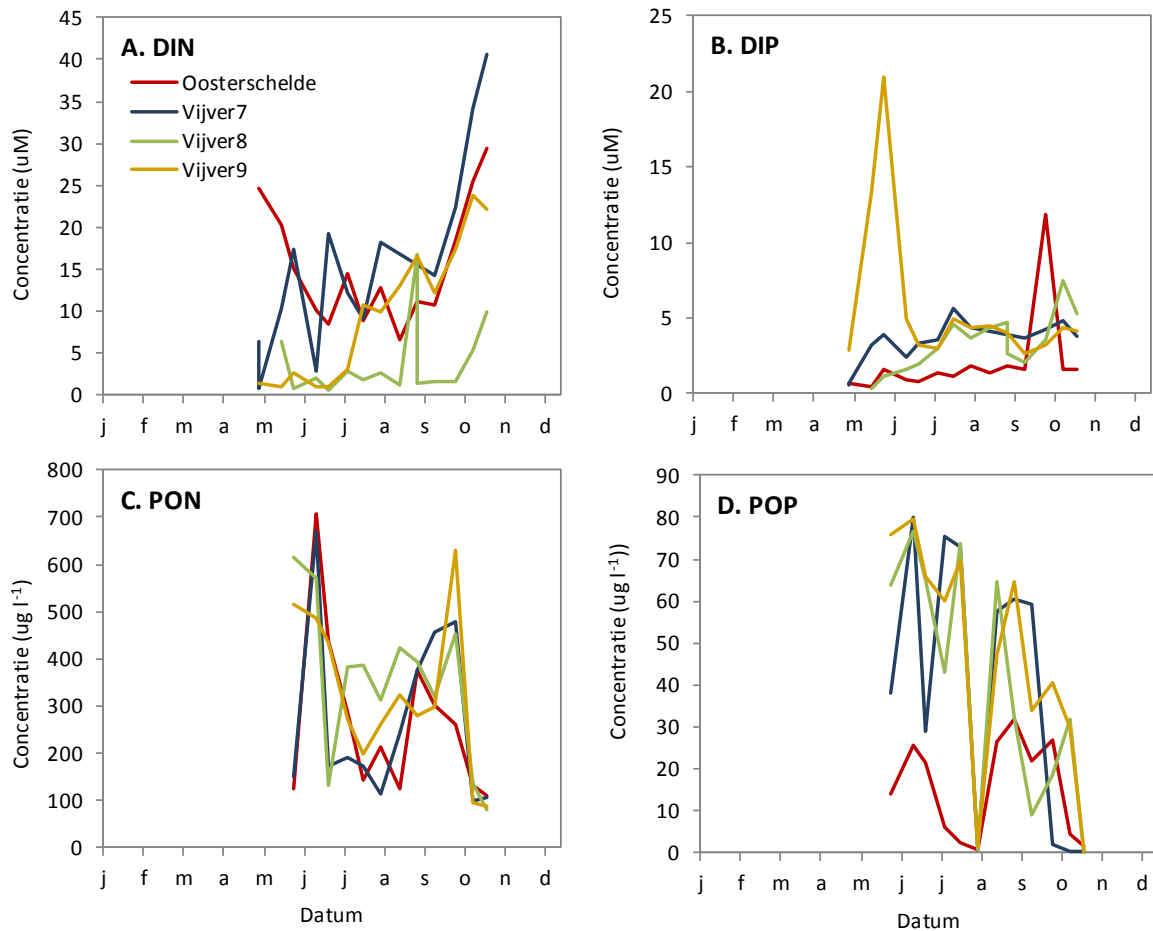 A. DIN
Oosterschelde
Vijver7
Vijver8
Vijver9
Concentratie (uM)
45
40
35
30
25
20
15
10
5
0
j f m a m j j a s o n d
B. DIP
Concentratie (uM)
25
20
15
10
5
0
j f m a m j j a s o n d
C. PON
Concentratie (ug l⁻¹)
800
700
600
500
400
300
200
100
0
j f m a m j j a s o n d
Datum
D. POP
Concentratie (ug l⁻¹))
90
80
70
60
50
40
30
20
10
0
j f m a m j j a s o n d
Datum